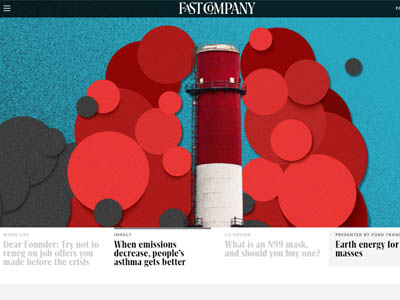 FAST COMPANY
WORK LIFE
Dear Founder: Try not to
reneg on job offers you
made before the crisis
IMPACT
When emissions
decrease, people's
asthma gets better
CO.DESIGN
What is an N99 mask,
and should you buy one?
PRESENTED BY FORD TRANS
Earth energy for
masses